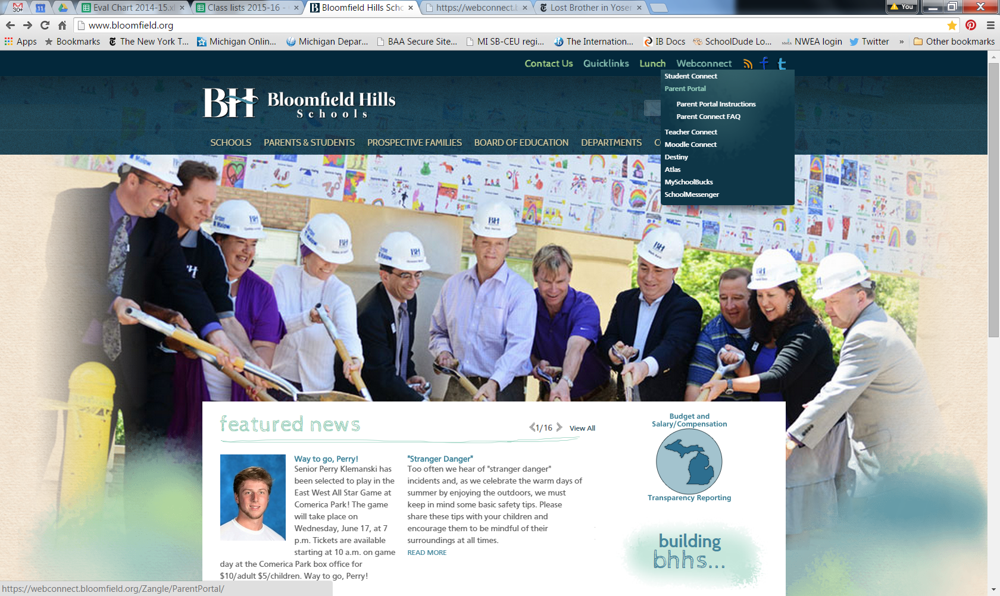 30+
11
Eval Chart 2014-15.xl
Class lists 2015-16 -
Bloomfield Hills Scho
https://webconnect.b
Lost Brother in Yosem
You
www.bloomfield.org
Apps
Bookmarks
The New York T...
Michigan Onlin...
Michigan Depar...
BAA Secure Site...
MI SB-CEU regi...
The Internation...
IB Docs
SchoolDude Lo...
NWEA login
Twitter
»
Other bookmarks
Contact Us Quicklinks Lunch Webconnect
Student Connect
Parent Portal
Parent Portal Instructions
Parent Connect FAQ
Teacher Connect
Moodle Connect
Destiny
Atlas
MySchoolBucks
SchoolMessenger
BH Bloomfield Hills
Schools
SCHOOLS PARENTS & STUDENTS PROSPECTIVE FAMILIES BOARD OF EDUCATION DEPARTMENTS
BH
BH
BH
BH
BH
featured news
1/16 View All
Way to go, Perry!
Senior Perry Klemanski has
been selected to play in the
East West All Star Game at
Comerica Park! The game
will take place on
Wednesday, June 17, at 7
p.m. Tickets are available
starting at 10 a.m. on game
day at the Comerica Park box office for
$10/adult $5/children. Way to go, Perry!
"Stranger Danger"
Too often we hear of "stranger danger"
incidents and, as we celebrate the warm days of
summer by enjoying the outdoors, we must
keep in mind some basic safety tips. Please
share these tips with your children and
encourage them to be mindful of their
surroundings at all times.
READ MORE
Budget and
Salary/Compensation
Transparency Reporting
building
bhhs...
https://webconnect.bloomfield.org/Zangle/ParentPortal/